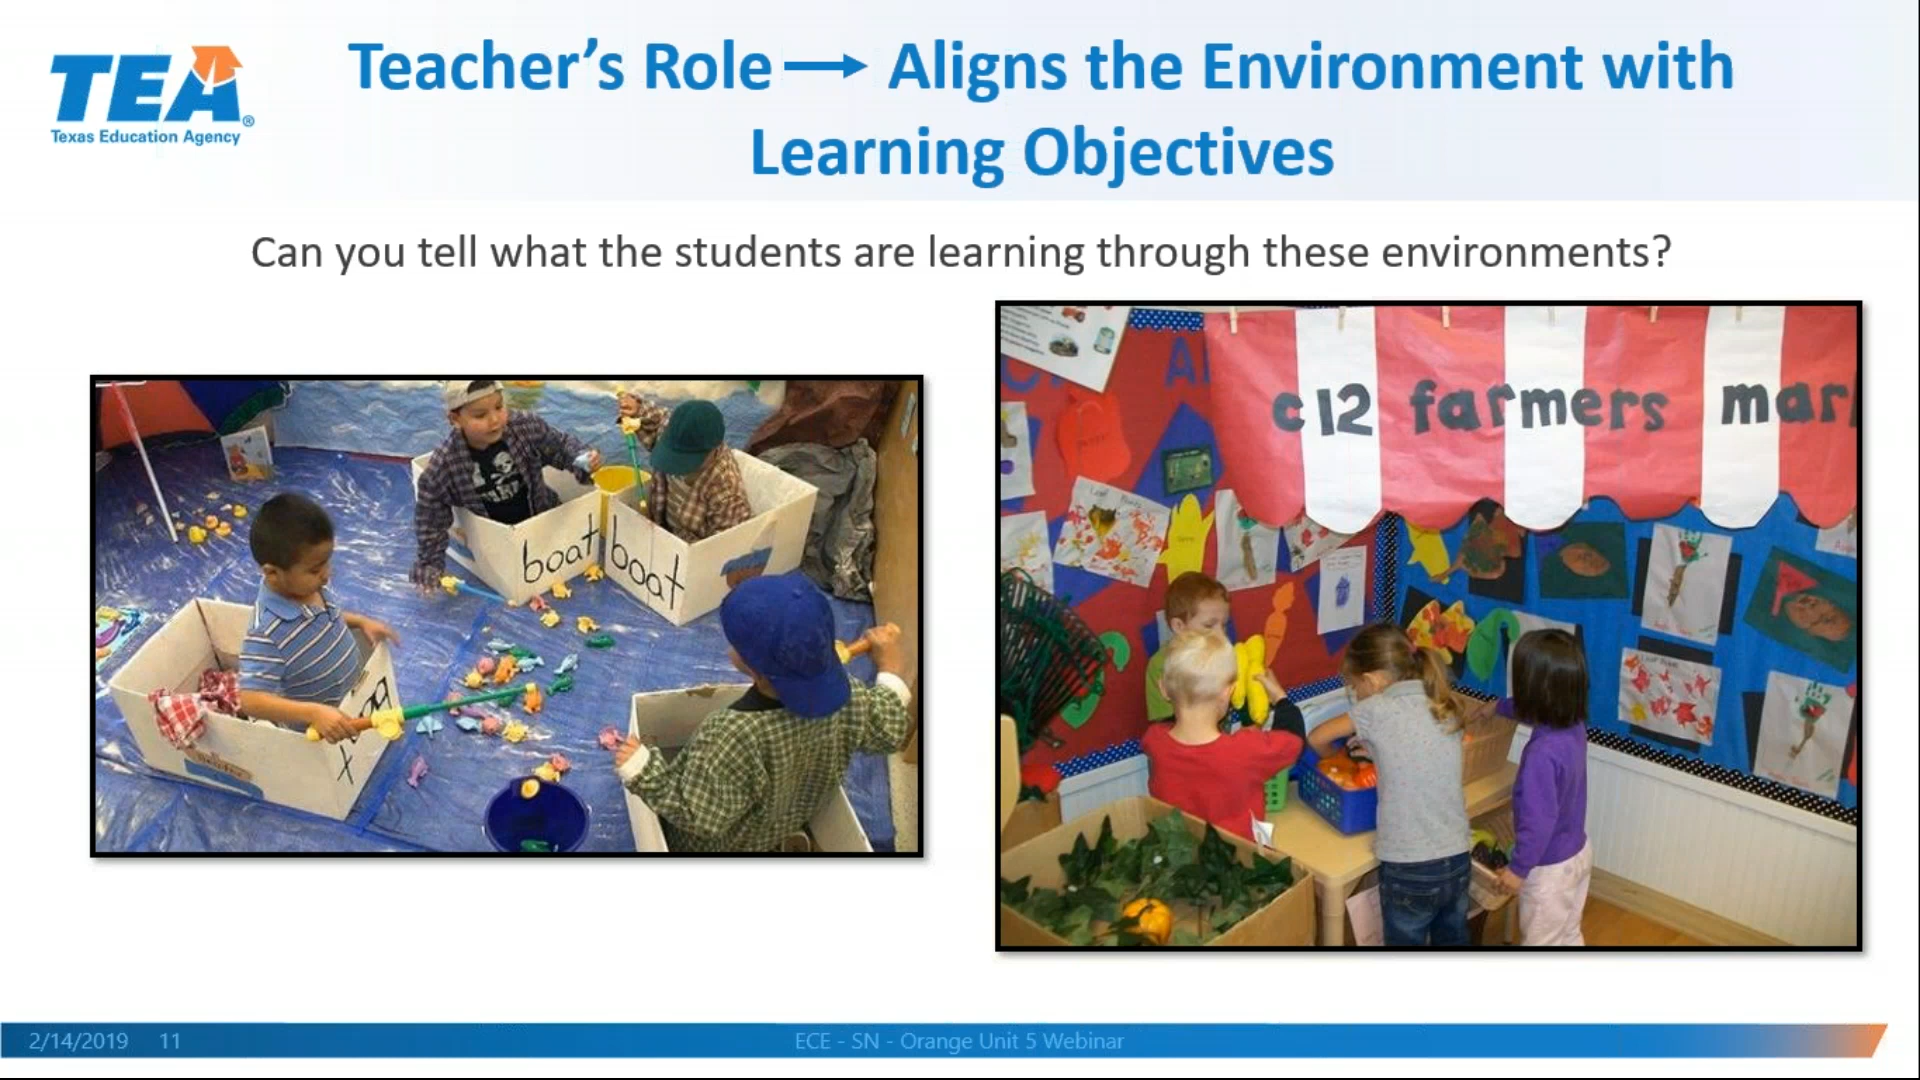 TEA
Texas Education Agency
Teacher's Role → Aligns the Environment with
Learning Objectives
Can you tell what the students are learning through these environments?
boat
boat
c12 farmers mar
2/14/2019 11 ECE - SN - Orange Unit 5 Webinar